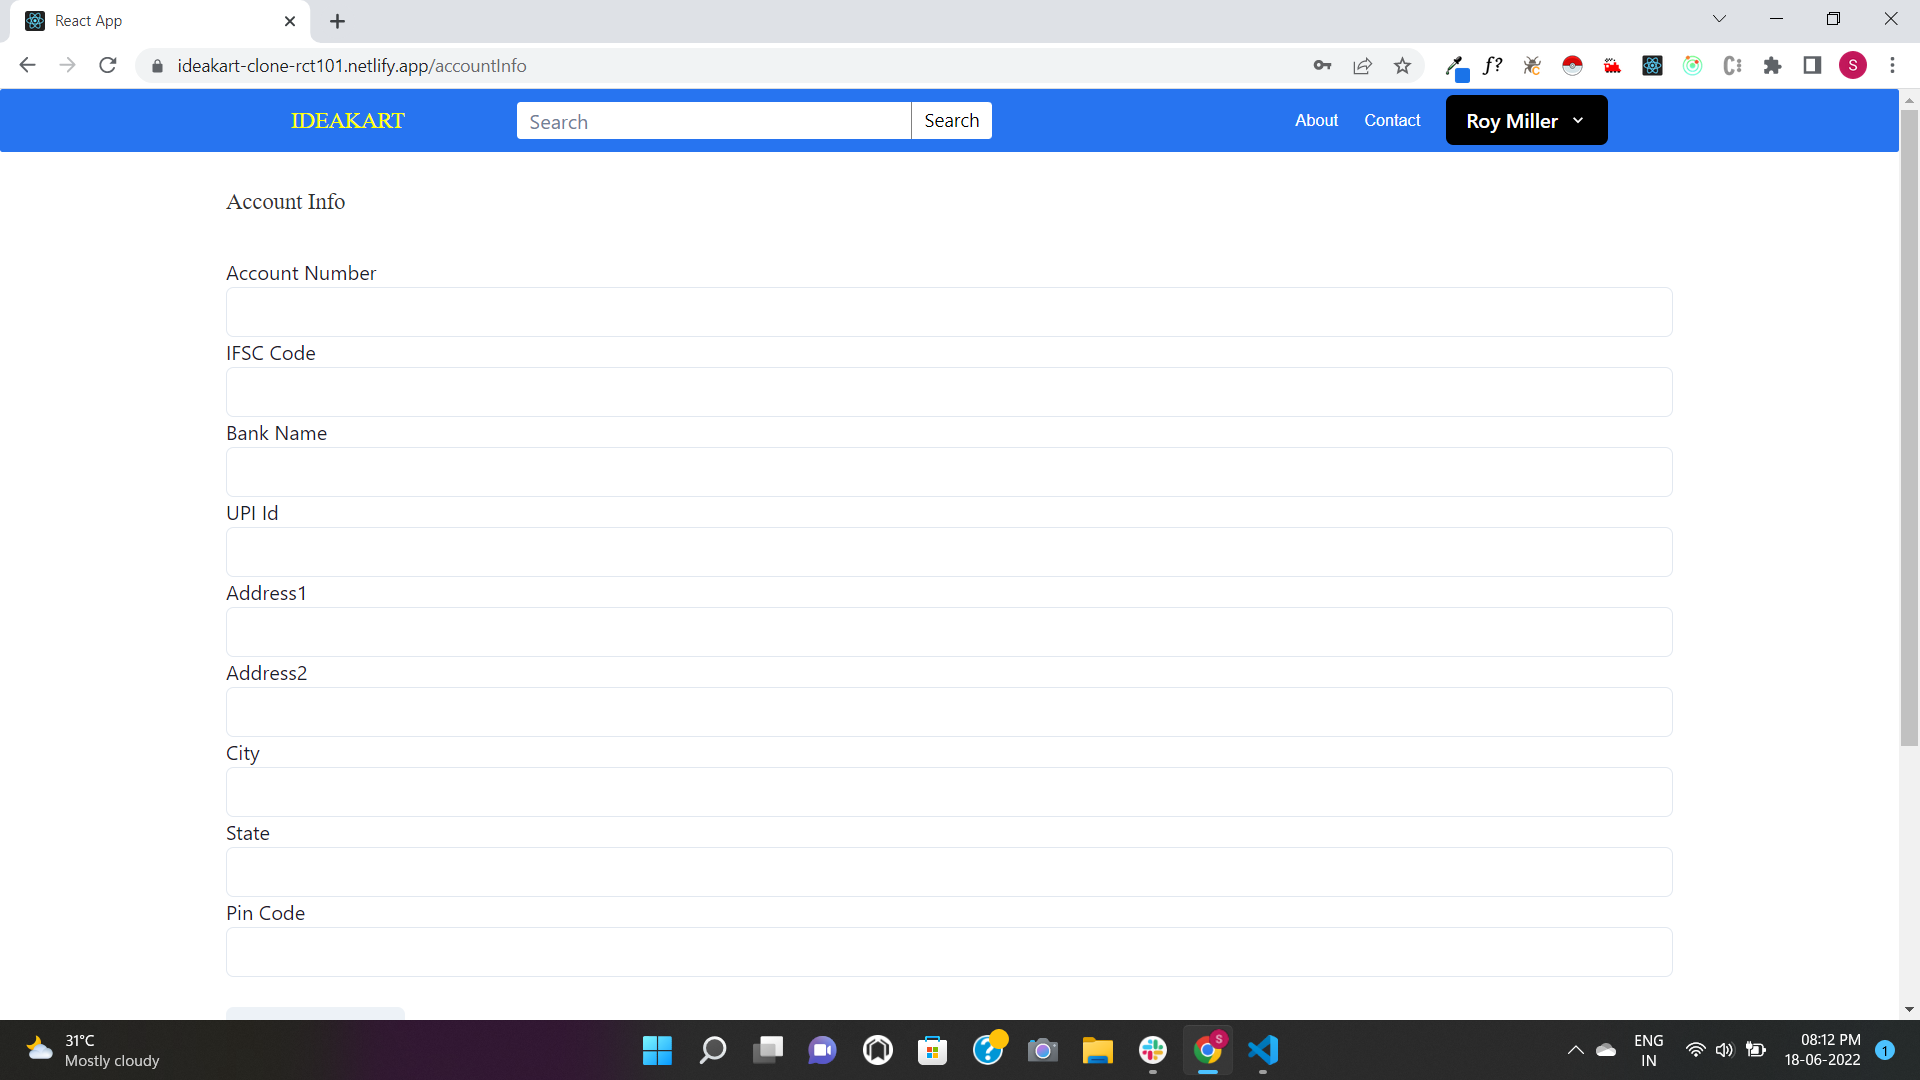 React App
ideakart-clone-rct101.netlify.app/accountInfo
f?
S
IDEAKART
Search
Search
About
Contact
Roy Miller
Account Info
Account Number
IFSC Code
Bank Name
UPI Id
Address1
Address2
City
State
Pin Code
31°C
Mostly cloudy
S
ENG
IN
08:12 PM
18-06-2022
1